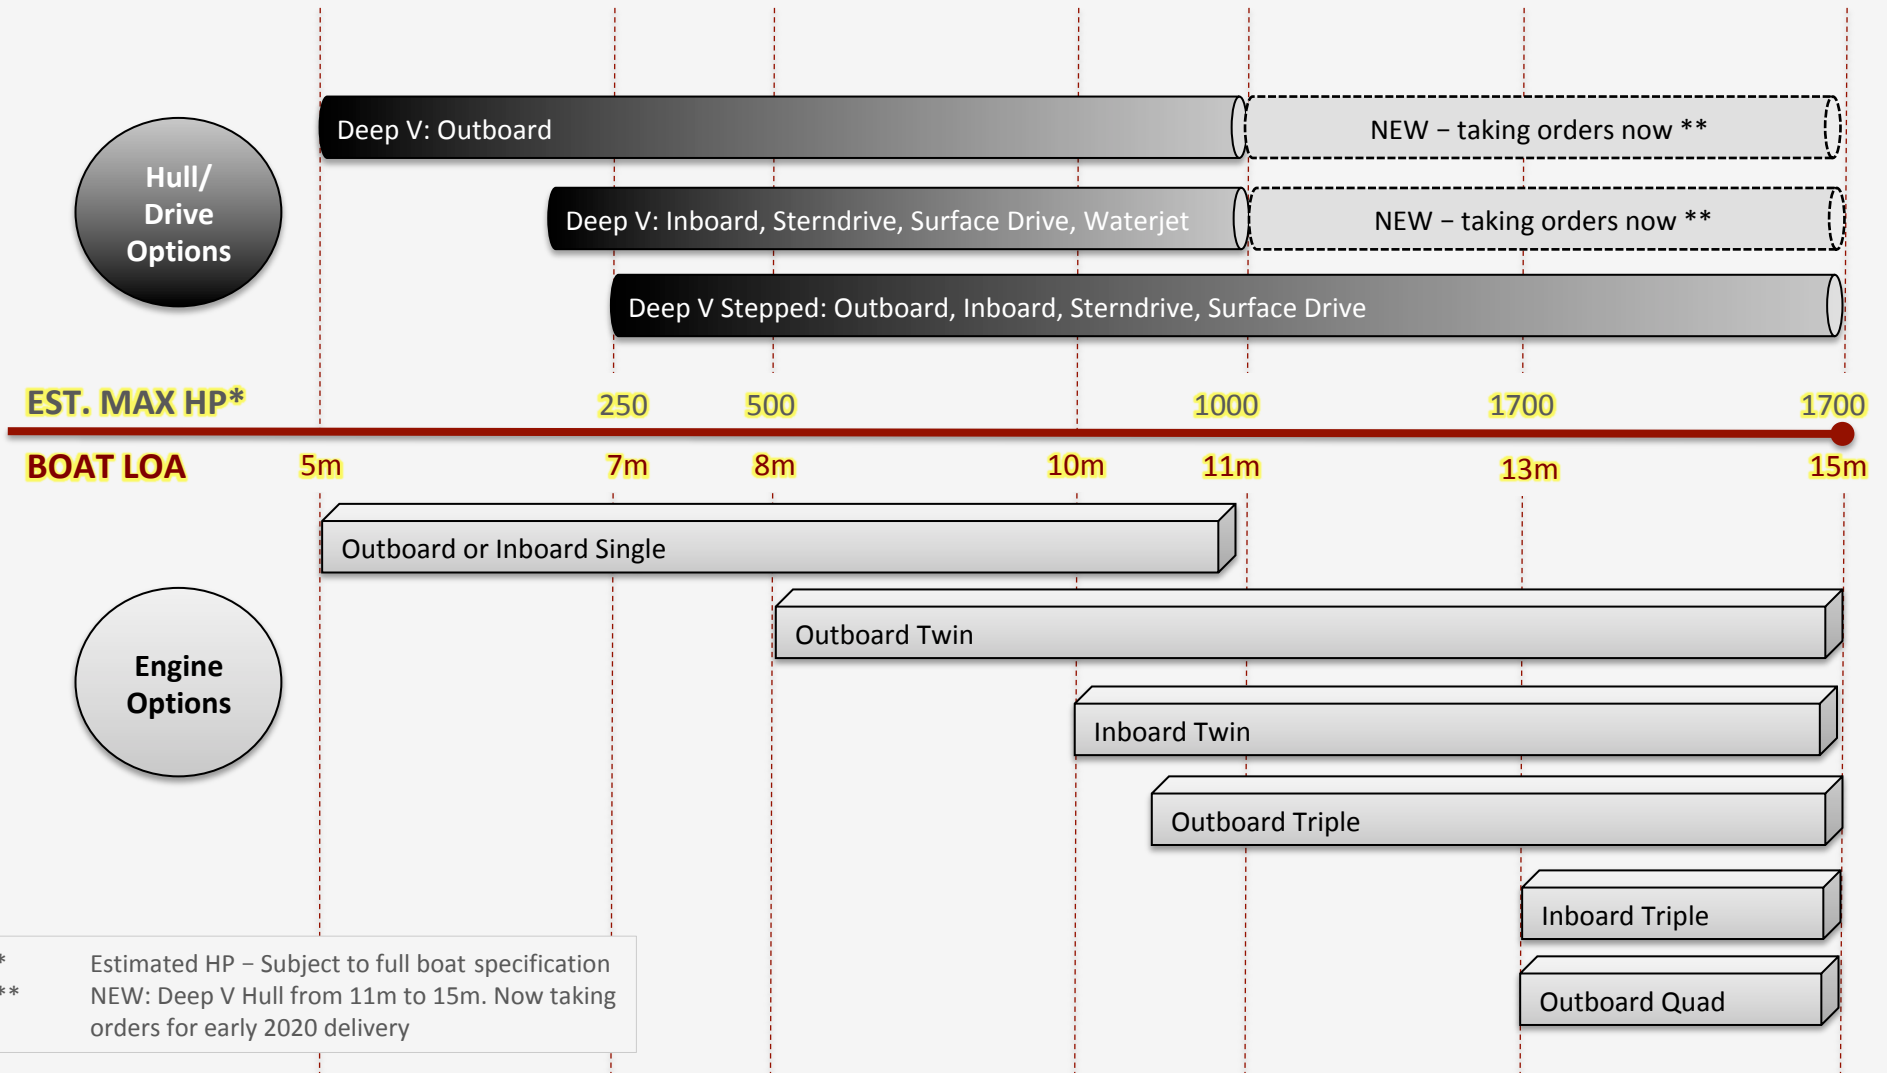 Deep V: Outboard
NEW – taking orders now **
Hull/
Drive
Options
Deep V: Inboard, Sterndrive, Surface Drive, Waterjet
NEW – taking orders now **
Deep V Stepped: Outboard, Inboard, Sterndrive, Surface Drive
EST. MAX HP*
250
500
1000
1700
1700
BOAT LOA
5m
7m
8m
10m
11m
13m
15m
Outboard or Inboard Single
Outboard Twin
Engine
Options
Inboard Twin
Outboard Triple
Inboard Triple
Outboard Quad
* Estimated HP – Subject to full boat specification
** NEW: Deep V Hull from 11m to 15m. Now taking
orders for early 2020 delivery